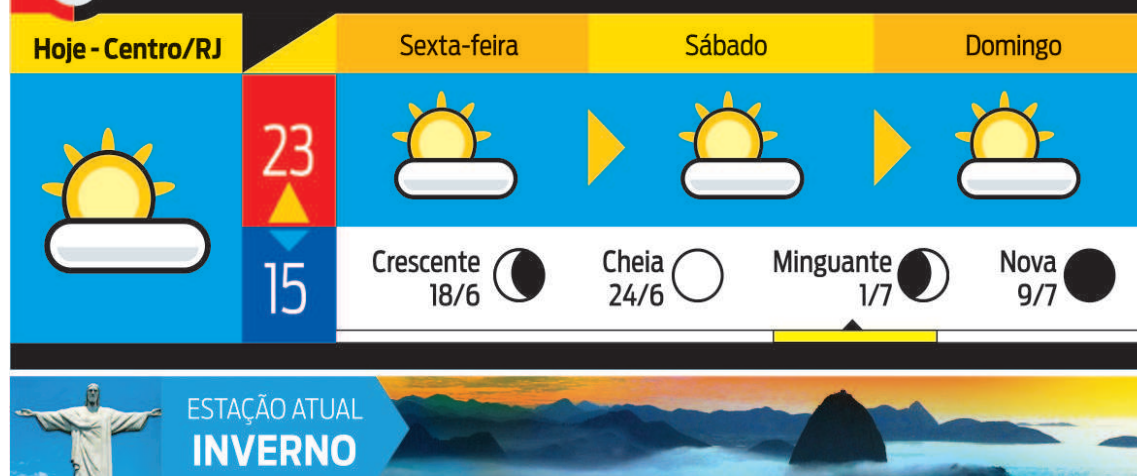 Hoje - Centro/RJ
Sexta-feira
Sábado
Domingo
23
15
Crescente
18/6
Cheia
24/6
Minguante
1/7
Nova
9/7
ESTAÇÃO ATUAL
INVERNO